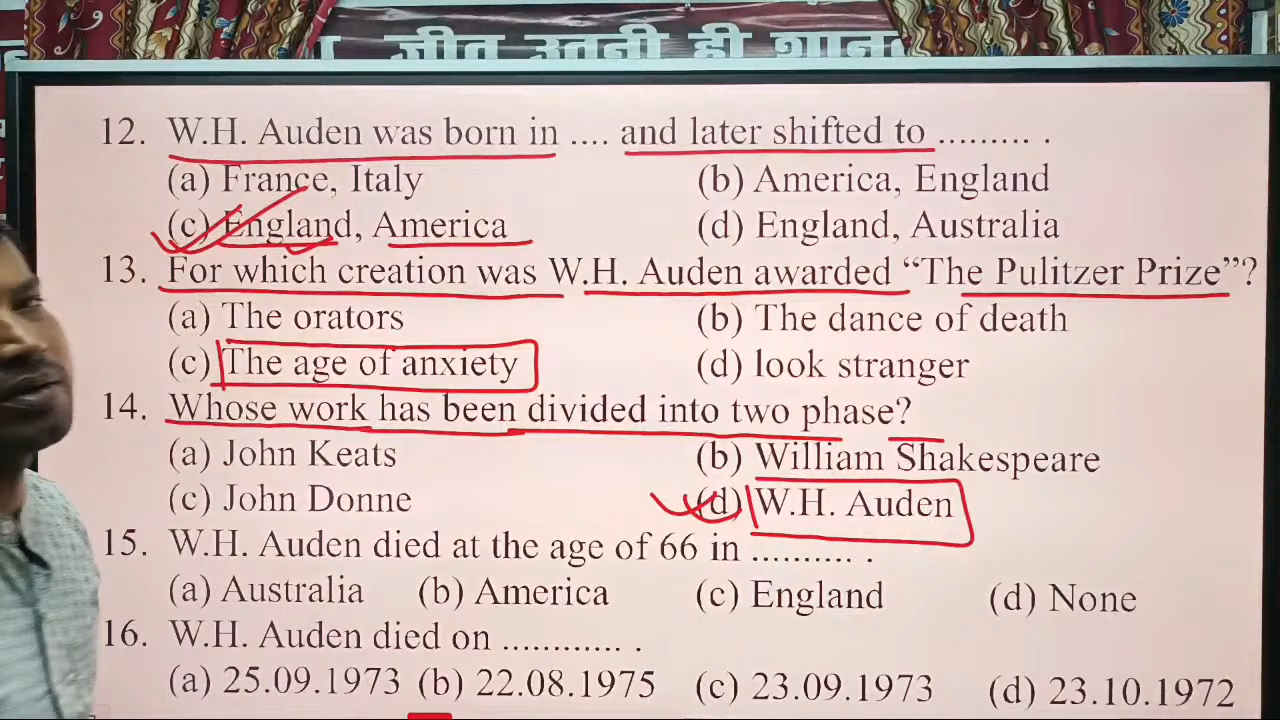 जीत उतनी ही शान
12. W.H. Auden was born in .... and later shifted to ......... .
(a) France, Italy (b) America, England
(c) England, America (d) England, Australia
13. For which creation was W.H. Auden awarded “The Pulitzer Prize”?
(a) The orators (b) The dance of death
(c) The age of anxiety (d) look stranger
14. Whose work has been divided into two phase?
(a) John Keats (b) William Shakespeare
(c) John Donne (d) W.H. Auden
15. W.H. Auden died at the age of 66 in .......... .
(a) Australia (b) America (c) England (d) None
16. W.H. Auden died on ............ .
(a) 25.09.1973 (b) 22.08.1975 (c) 23.09.1973 (d) 23.10.1972